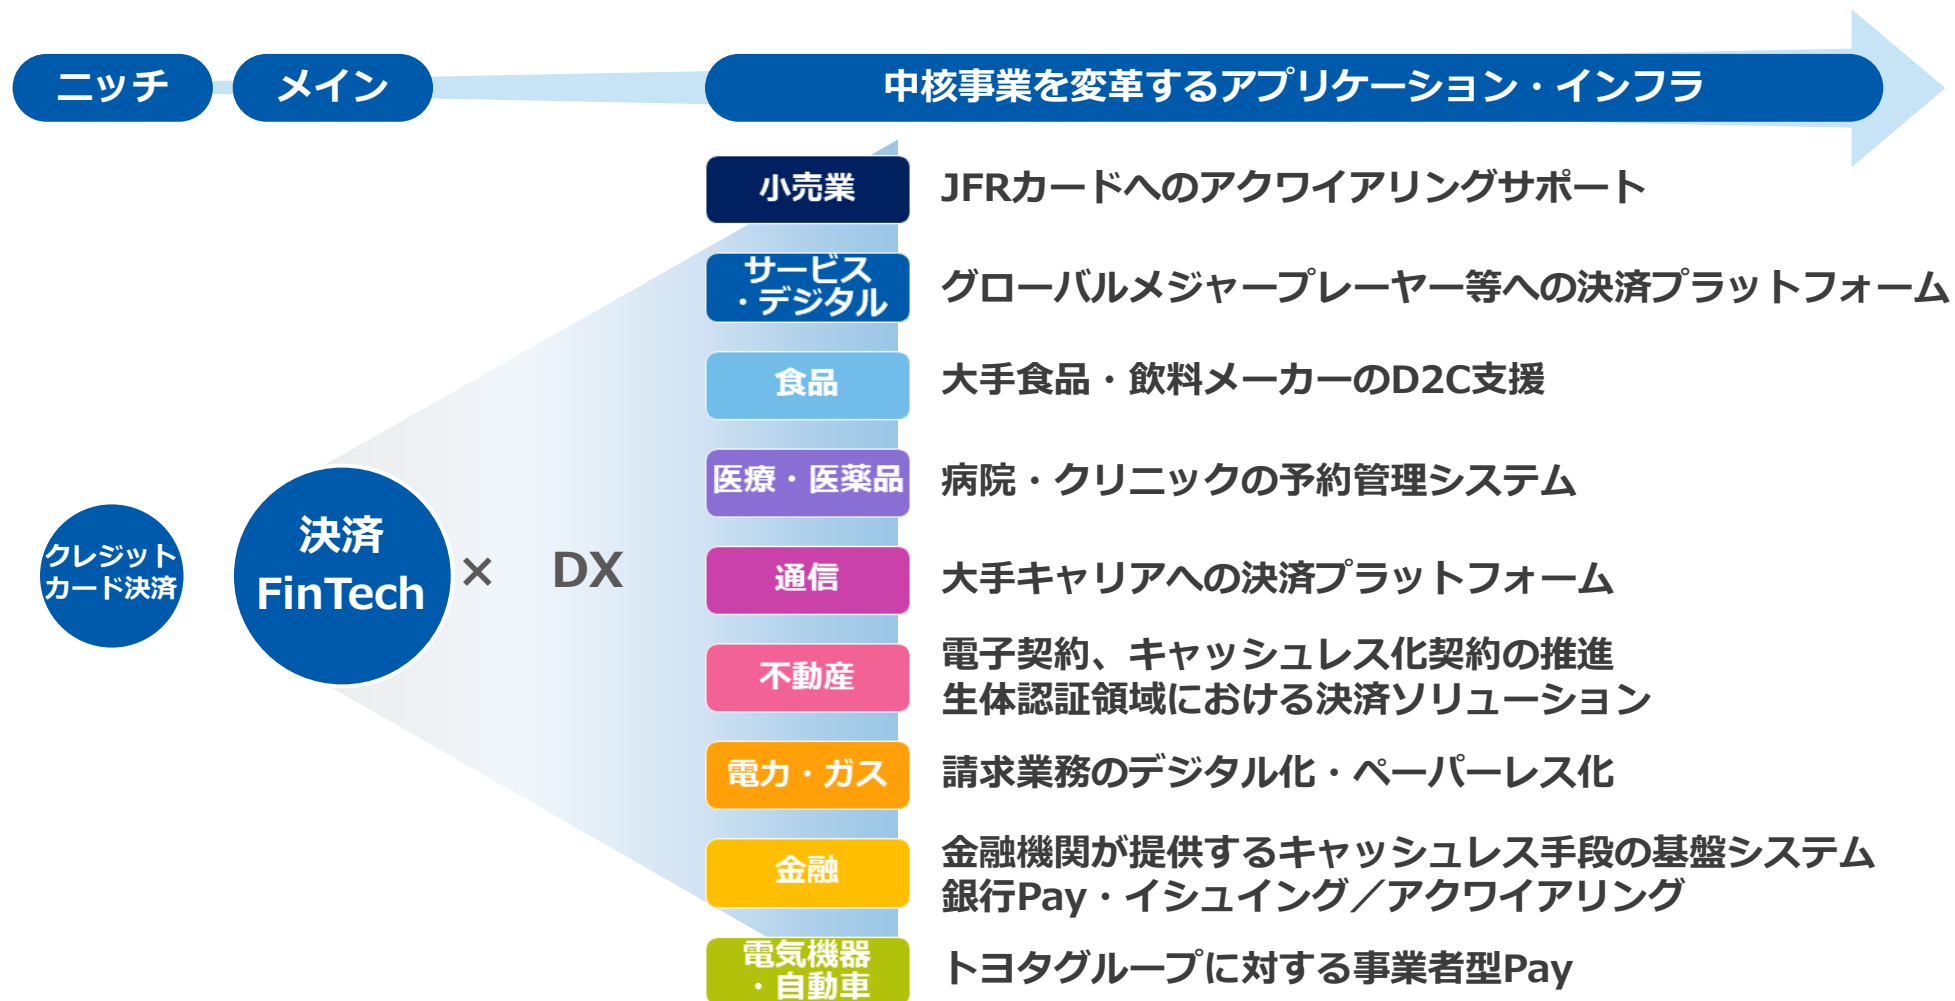 ニッチ
メイン
中核事業を変革するアプリケーション・インフラ
小売業
JFRカードへのアクワイアリングサポート
サービス
・デジタル
グローバルメジャープレーヤー等への決済プラットフォーム
食品
大手食品・飲料メーカーのD2C支援
医療・医薬品
病院・クリニックの予約管理システム
クレジット
カード決済
決済
FinTech
× DX
通信
大手キャリアへの決済プラットフォーム
不動産
電子契約、キャッシュレス化契約の推進
生体認証領域における決済ソリューション
電力・ガス
請求業務のデジタル化・ペーパーレス化
金融
金融機関が提供するキャッシュレス手段の基盤システム
銀行Pay・イシュイング／アクワイアリング
電気機器
・自動車
トヨタグループに対する事業者型Pay